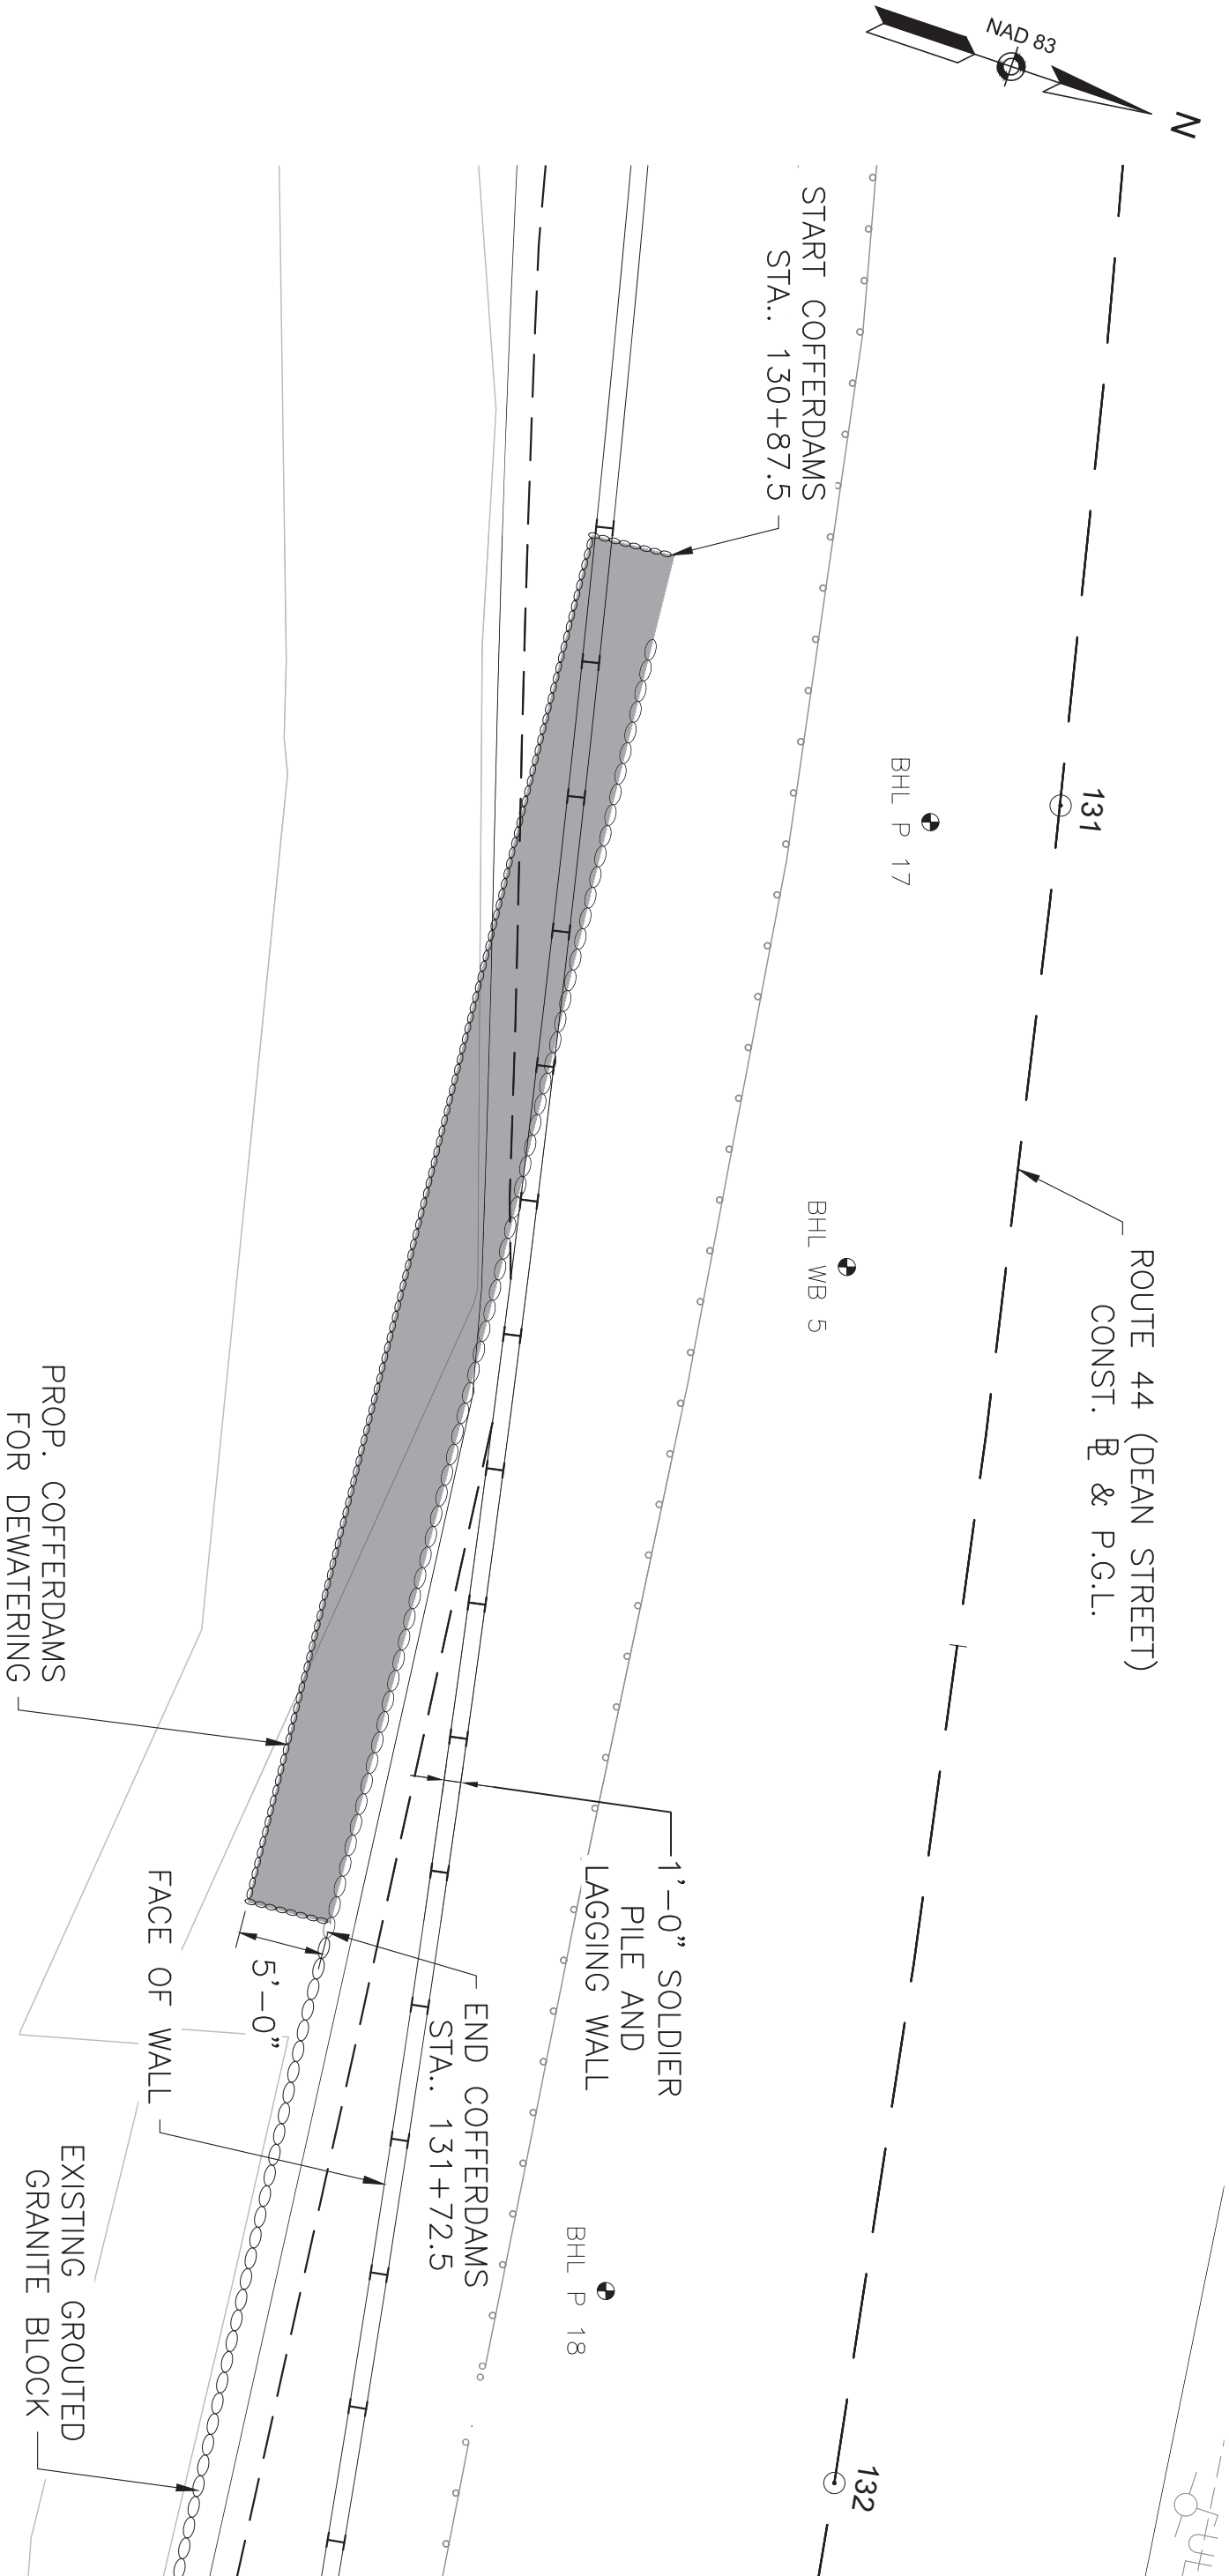 NAD 83
N
START COFFERDAMS
STA.. 130+87.5
131
BHL P 17
BHL WB 5
ROUTE 44 (DEAN STREET)
CONST. BL & P.G.L.
PROP. COFFERDAMS
FOR DEWATERING
1'-0" SOLDIER
PILE AND
LAGGING WALL
FACE OF WALL
5'-0"
END COFFERDAMS
STA.. 131+72.5
BHL P 18
EXISTING GROUTED
GRANITE BLOCK
132